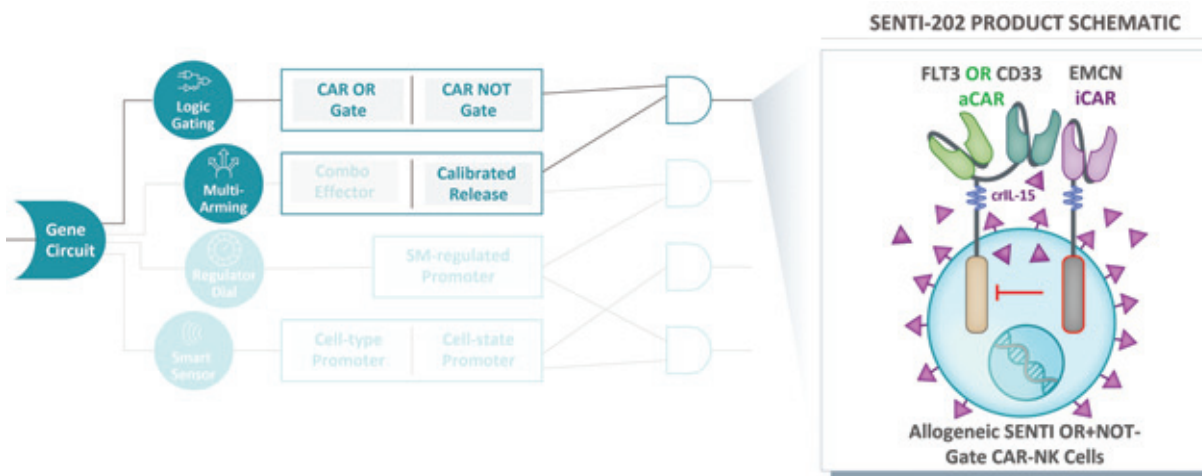 SENTI-202 PRODUCT SCHEMATIC
Logic
Gating
CAR OR
Gate
CAR NOT
Gate
Multi-
Arming
Combo
Effector
Calibrated
Release
Gene
Circuit
Regulator
Dial
SM-regulated
Promoter
Smart
Sensor
Cell-type
Promoter
Cell-state
Promoter
FLT3 OR CD33
aCAR
EMCN
iCAR
crIL-15
Allogeneic SENTI OR+NOT-
Gate CAR-NK Cells